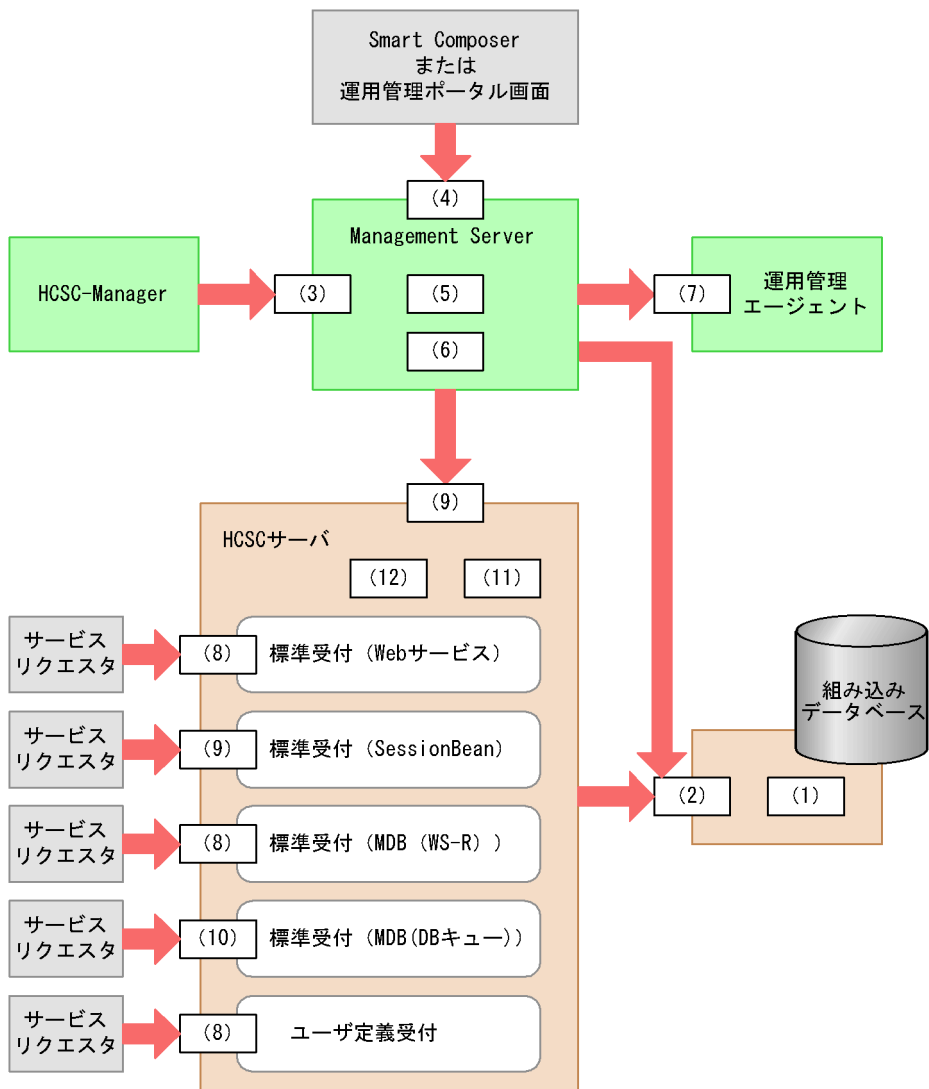 Smart Composer
または
運用管理ポータル画面
(4)
Management Server
HCSC-Manager
(3)
(5)
(7)
運用管理
エージェント
(6)
(9)
HCSCサーバ
(12)
(11)
サービス
リクエスタ
(8)
標準受付（Webサービス）
組み込み
データベース
サービス
リクエスタ
(9)
標準受付（SessionBean）
(2)
(1)
サービス
リクエスタ
(8)
標準受付（MDB（WS-R））
サービス
リクエスタ
(10)
標準受付（MDB(DBキュー)）
サービス
リクエスタ
(8)
ユーザ定義受付